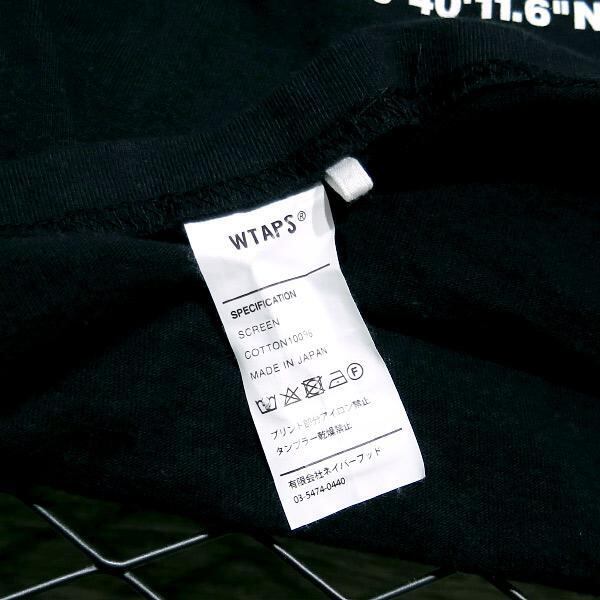 40'11.6"N
WTAPS®
SPECIFICATION
SCREEN
COTTON100%
MADE IN JAPAN
F
プリント部分アイロン禁止
タンブラー乾燥禁止
有限会社ネイバーフッド
03-5474-0440